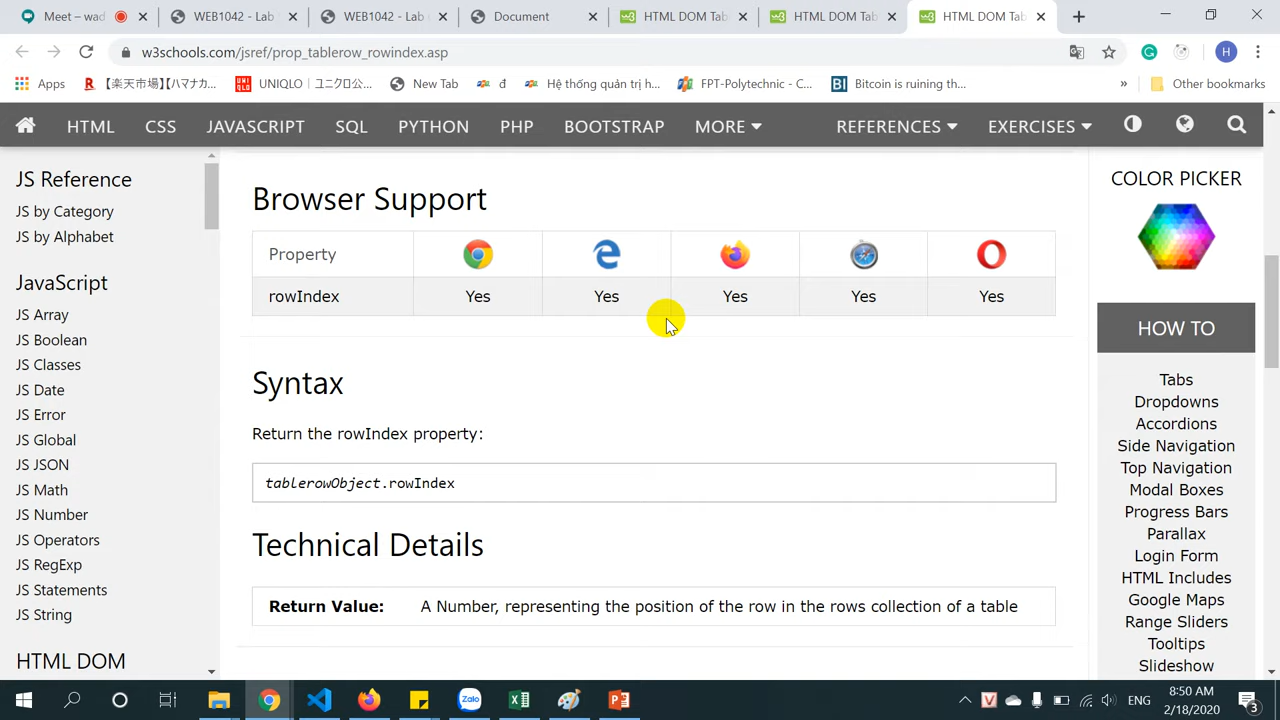 Meet – wad
WEB1042 - Lab
WEB1042 - Lab
Document
HTML DOM Tab
HTML DOM Tab
HTML DOM Tab
w3schools.com/jsref/prop_tablerow_rowindex.asp
H
Apps
【楽天市場】【ハマナカ...
UNIQLO｜ユニクロ公...
New Tab
đ
Hệ thống quản trị h...
FPT-Polytechnic - C...
BI
Bitcoin is ruining th...
»
Other bookmarks
HTML
CSS
JAVASCRIPT
SQL
PYTHON
PHP
BOOTSTRAP
MORE
REFERENCES
EXERCISES
JS Reference
JS by Category
JS by Alphabet
JavaScript
JS Array
JS Boolean
JS Classes
JS Date
JS Error
JS Global
JS JSON
JS Math
JS Number
JS Operators
JS RegExp
JS Statements
JS String
HTML DOM
Browser Support
Property
rowIndex Yes Yes Yes Yes Yes
Syntax
Return the rowIndex property:
tablerowObject.rowIndex
Technical Details
Return Value: A Number, representing the position of the row in the rows collection of a table
COLOR PICKER
HOW TO
Tabs
Dropdowns
Accordions
Side Navigation
Top Navigation
Modal Boxes
Progress Bars
Parallax
Login Form
HTML Includes
Google Maps
Range Sliders
Tooltips
Slideshow
Zalo
ENG
8:50 AM
2/18/2020
3